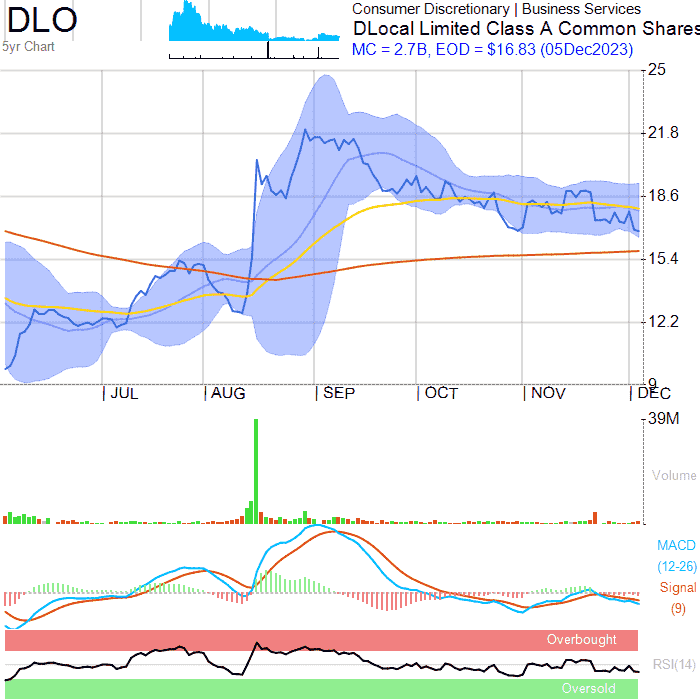 DLO
5yr Chart
Consumer Discretionary | Business Services
DLocal Limited Class A Common Shares
MC = 2.7B, EOD = $16.83 (05Dec2023)
25
21.8
18.6
15.4
12.2
9
JUL
AUG
SEP
OCT
NOV
DEC
39M
Volume
MACD
(12-26)
Signal
(9)
Overbought
RSI(14)
Oversold